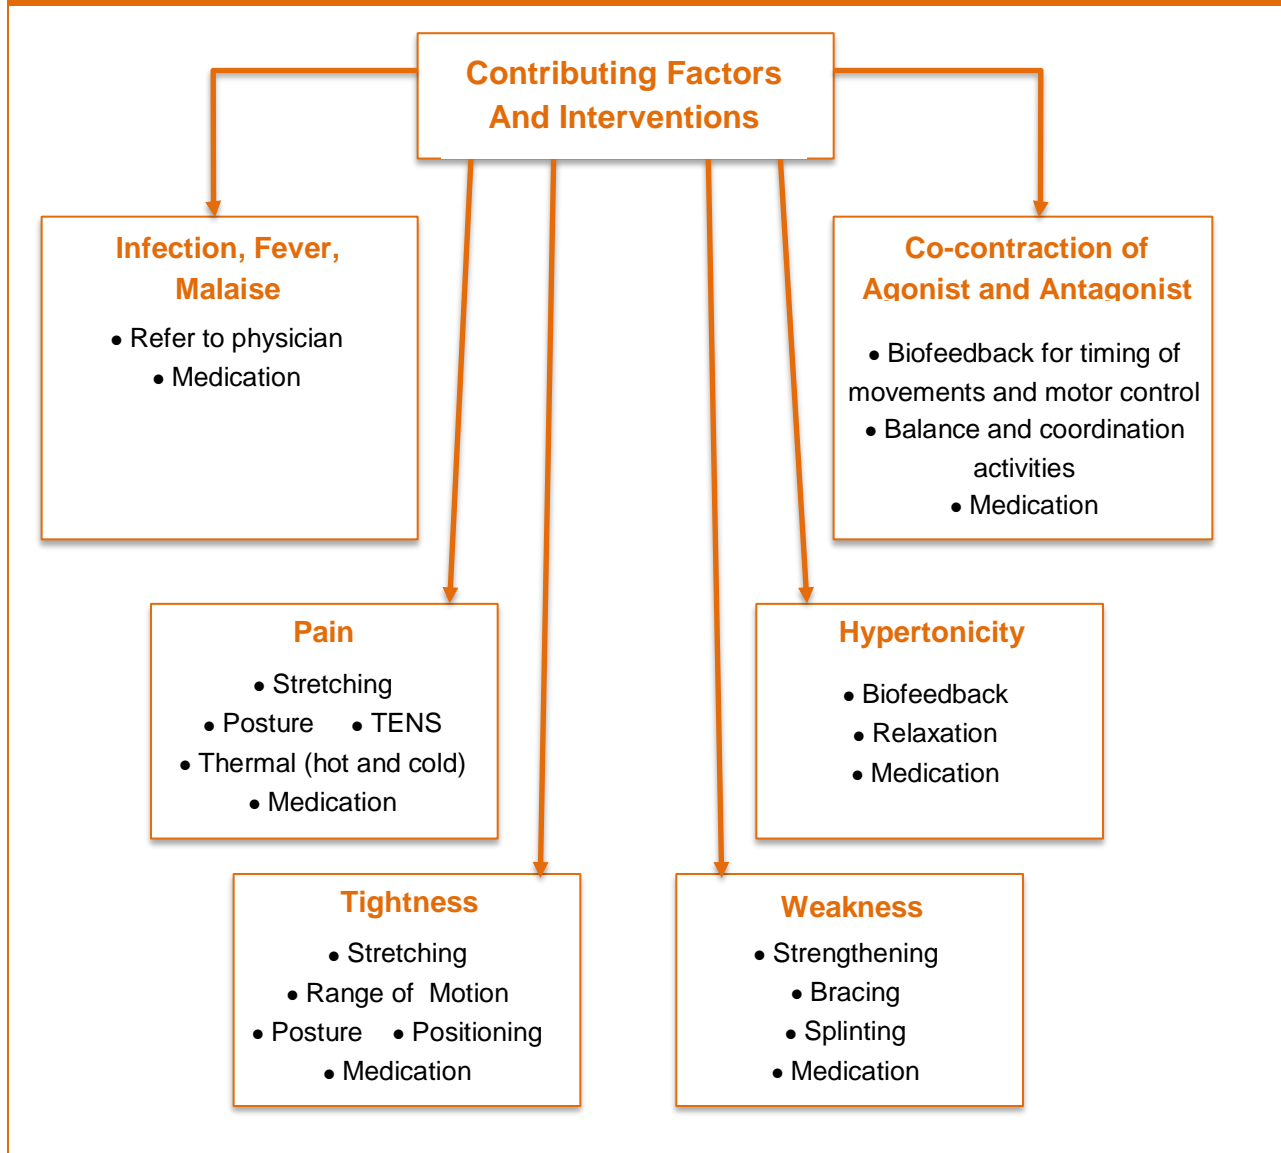 Contributing Factors
And Interventions
Infection, Fever,
Malaise
• Refer to physician
• Medication
Co-contraction of
Agonist and Antagonist
• Biofeedback for timing of
movements and motor control
• Balance and coordination
activities
• Medication
Pain
• Stretching
• Posture • TENS
• Thermal (hot and cold)
• Medication
Hypertonicity
• Biofeedback
• Relaxation
• Medication
Tightness
• Stretching
• Range of Motion
• Posture • Positioning
• Medication
Weakness
• Strengthening
• Bracing
• Splinting
• Medication